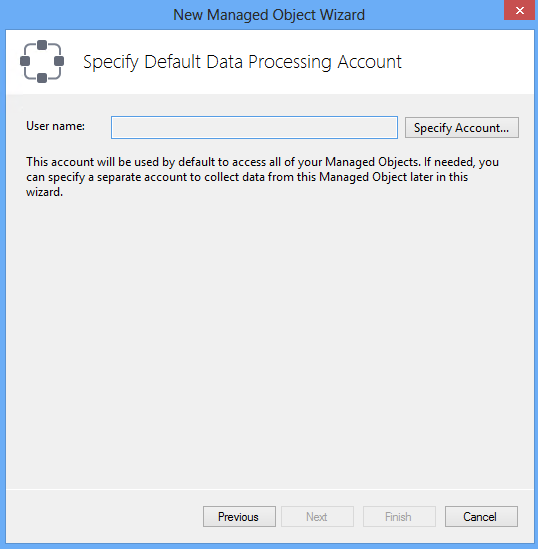 New Managed Object Wizard
Specify Default Data Processing Account
User name:
Specify Account...
This account will be used by default to access all of your Managed Objects. If needed, you
can specify a separate account to collect data from this Managed Object later in this
wizard.
Previous
Next
Finish
Cancel